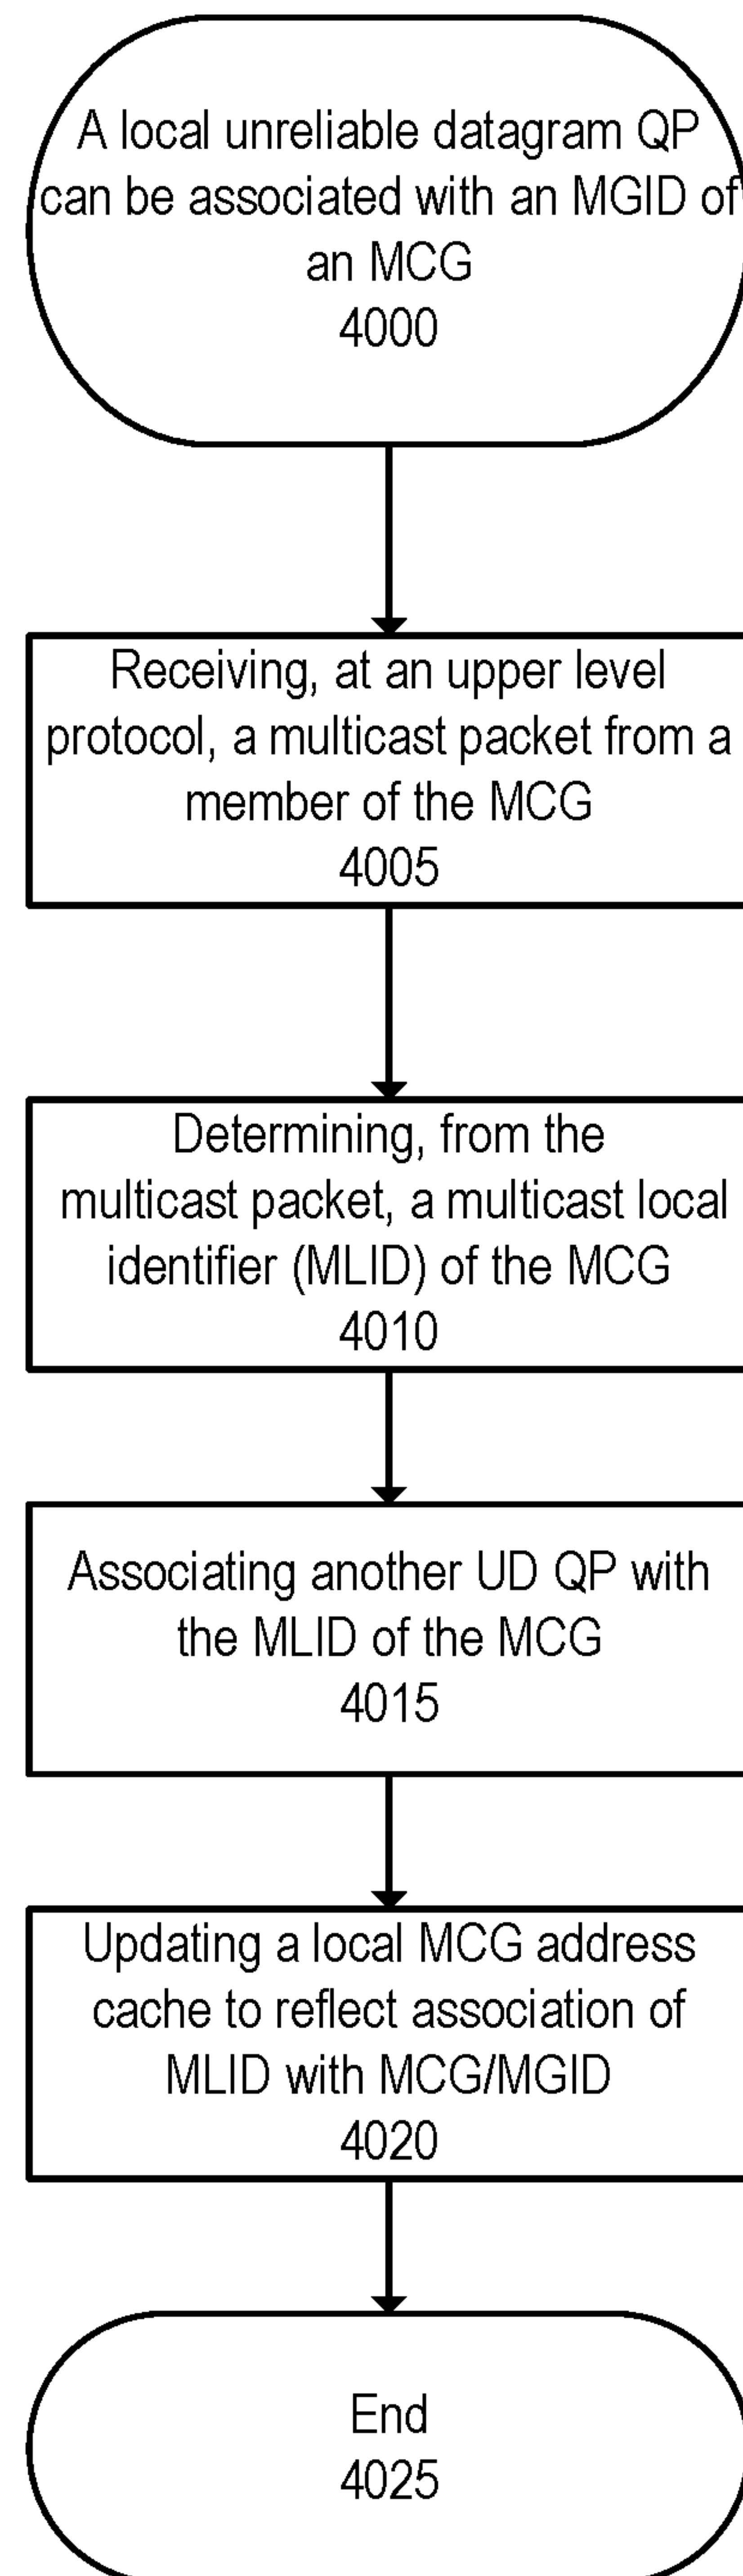 A local unreliable datagram QP
can be associated with an MGID of
an MCG
4000
Receiving, at an upper level
protocol, a multicast packet from a
member of the MCG
4005
Determining, from the
multicast packet, a multicast local
identifier (MLID) of the MCG
4010
Associating another UD QP with
the MLID of the MCG
4015
Updating a local MCG address
cache to reflect association of
MLID with MCG/MGID
4020
End
4025